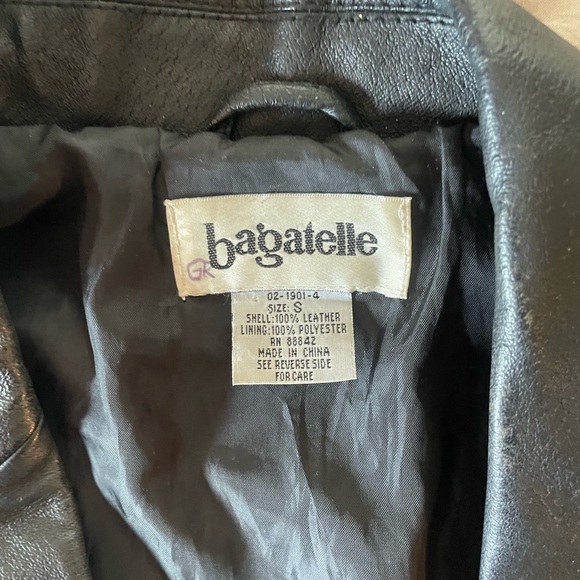 bagatelle
GR
02-1901-4
SIZE: S
SHELL:100% LEATHER
LINING:100% POLYESTER
RN 88842
MADE IN CHINA
SEE REVERSE SIDE
FOR CARE